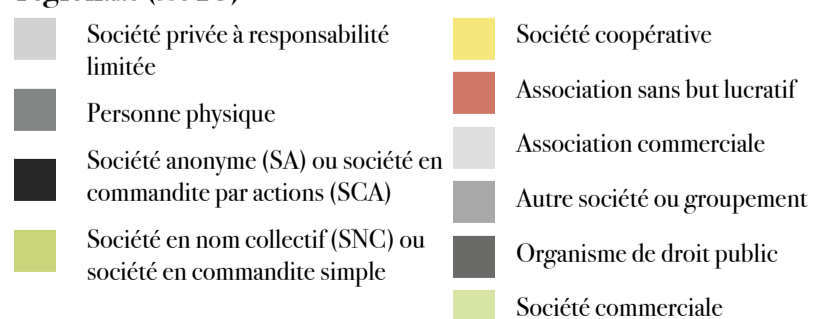 Société privée à responsabilité
limitée
Personne physique
Société anonyme (SA) ou société en
commandite par actions (SCA)
Société en nom collectif (SNC) ou
société en commandite simple
Société coopérative
Association sans but lucratif
Association commerciale
Autre société ou groupement
Organisme de droit public
Société commerciale